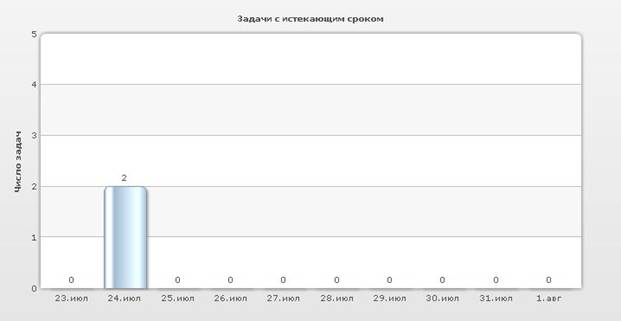 Задачи с истекающим сроком
Число задач
5
4
3
2
1
0
0 2 0 0 0 0 0 0 0 0
23.июл 24.июл 25.июл 26.июл 27.июл 28.июл 29.июл 30.июл 31.июл 1.авг